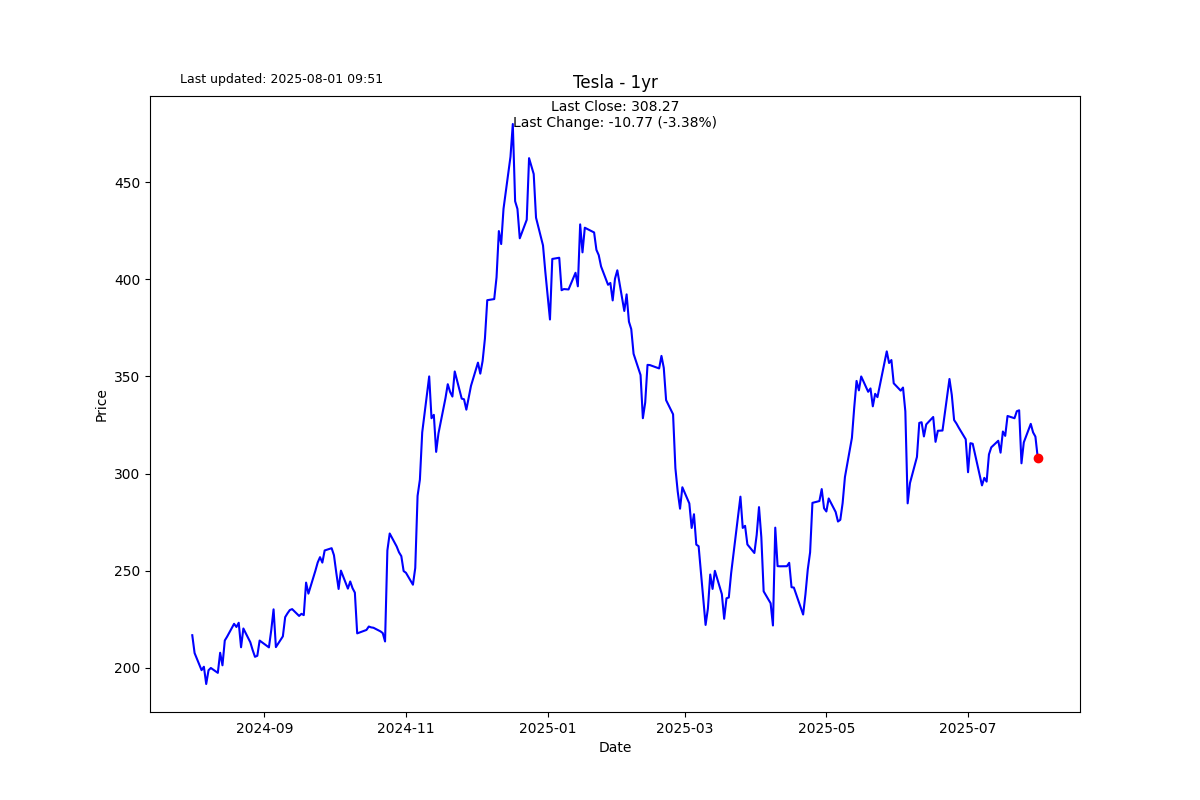 Last updated: 2025-08-01 09:51
Tesla - 1yr
Last Close: 308.27
Last Change: -10.77 (-3.38%)
Price
450
400
350
300
250
200
2024-09
2024-11
2025-01
2025-03
2025-05
2025-07
Date